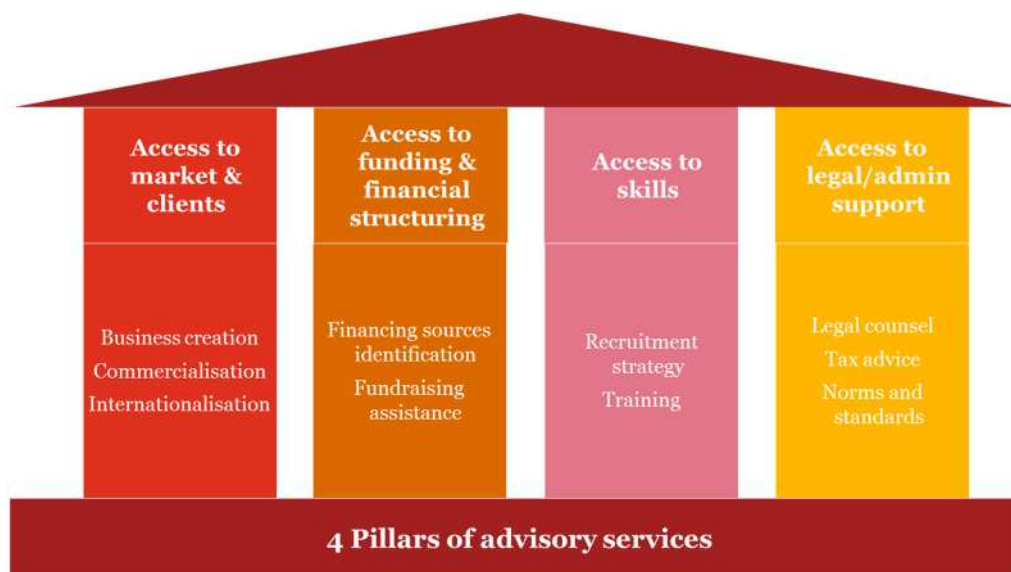 Access to
market &
clients
Business creation
Commercialisation
Internationalisation
Access to
funding &
financial
structuring
Financing sources
identification
Fundraising
assistance
Access to
skills
Recruitment
strategy
Training
Access to
legal/admin
support
Legal counsel
Tax advice
Norms and
standards
4 Pillars of advisory services